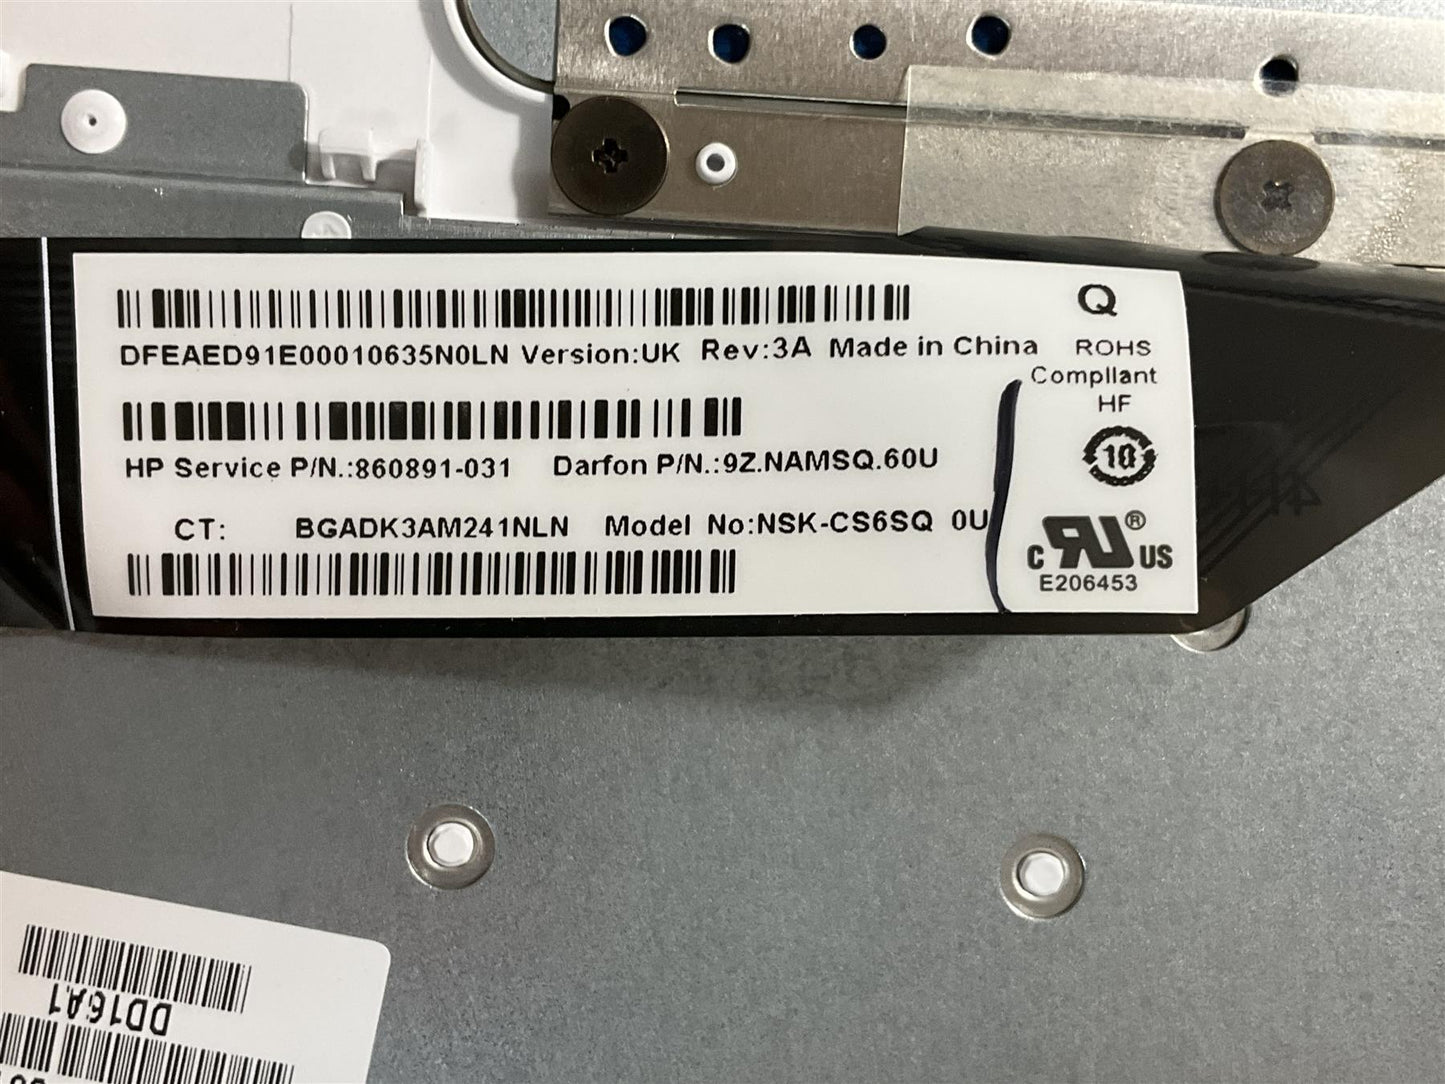 DFEAED91E00010635N0LN Version:UK Rev:3A Made in China
HP Service P/N.:860891-031 Darfon P/N.:9Z.NAMSQ.60U
CT: BGADK3AM241NLN Model No:NSK-CS6SQ 0U
Q
ROHS
Compliant
HF
10
c RU ® US
E206453
DD16A1